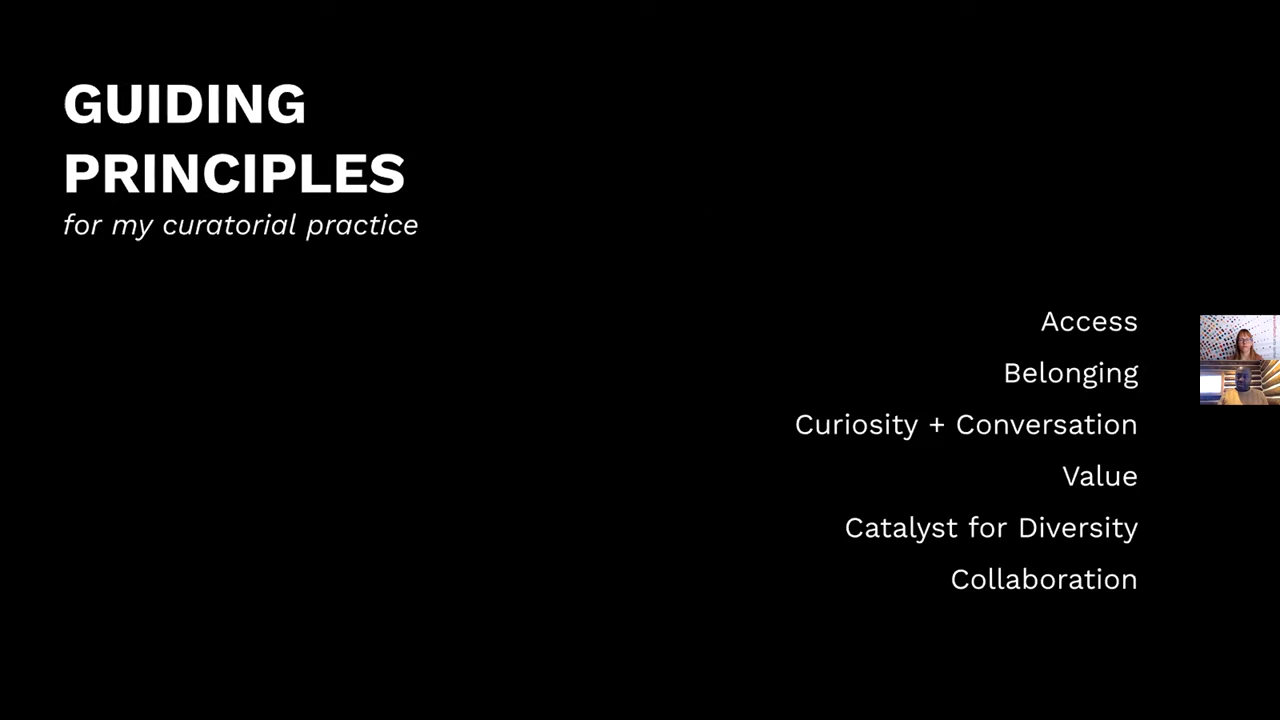 GUIDING
PRINCIPLES
for my curatorial practice
Access
Belonging
Curiosity + Conversation
Value
Catalyst for Diversity
Collaboration